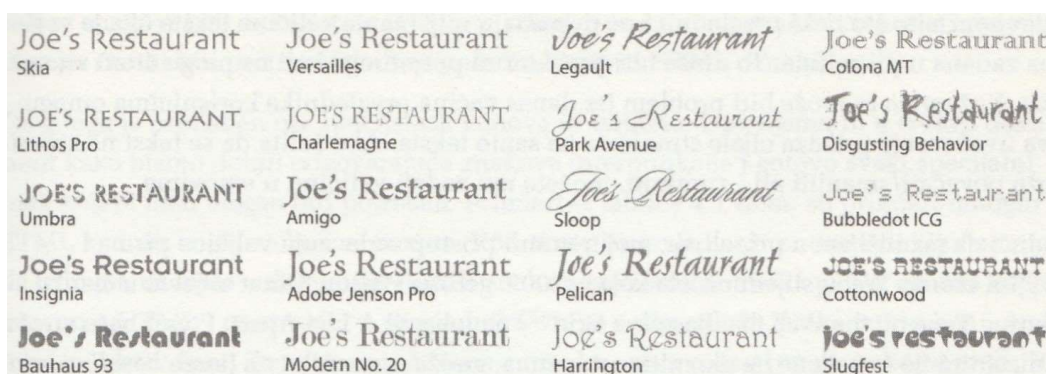 Joe's Restaurant Joe's Restaurant Joe's Restaurant Joe's Restaurant
Skia Versailles Legault Colona MT
JOE'S RESTAURANT JOE'S RESTAURANT Joe's Restaurant Joe's Restaurant
Lithos Pro Charlemagne Park Avenue Disgusting Behavior
JOE'S RESTAURANT Joe's Restaurant Joe's Restaurant Joe's Restaurant
Umbra Amigo Sloop Bubbledot ICG
Joe's Restaurant Joe's Restaurant Joe's Restaurant JOE'S RESTAURANT
Insignia Adobe Jenson Pro Pelican Cottonwood
Joe's Restaurant Joe's Restaurant Joe's Restaurant Joe's restaurant
Bauhaus 93 Modern No. 20 Harrington Slugfest